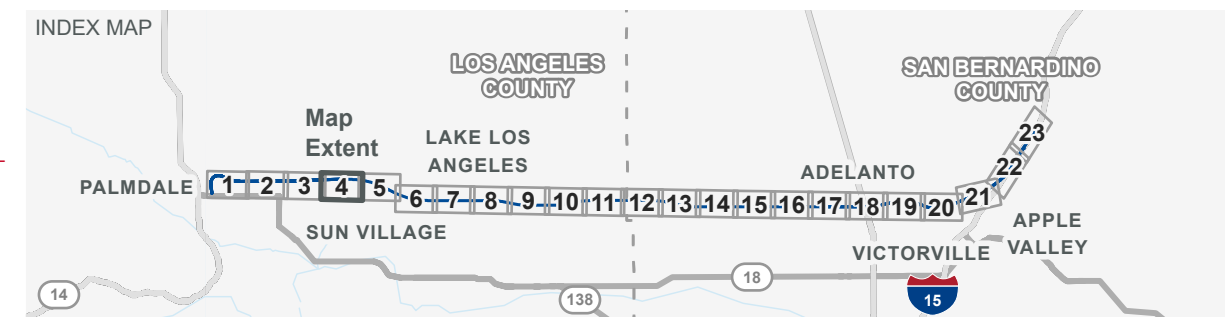 INDEX MAP
LOS ANGELES
COUNTY
SAN BERNARDINO
COUNTY
Map
Extent
LAKE LOS
ANGELES
ADELANTO
PALMDALE
1 2 3 4 5 6 7 8 9 10 11 12 13 14 15 16 17 18 19 20 21 22 23
SUN VILLAGE
APPLE
VALLEY
VICTORVILLE
14
138
18
15